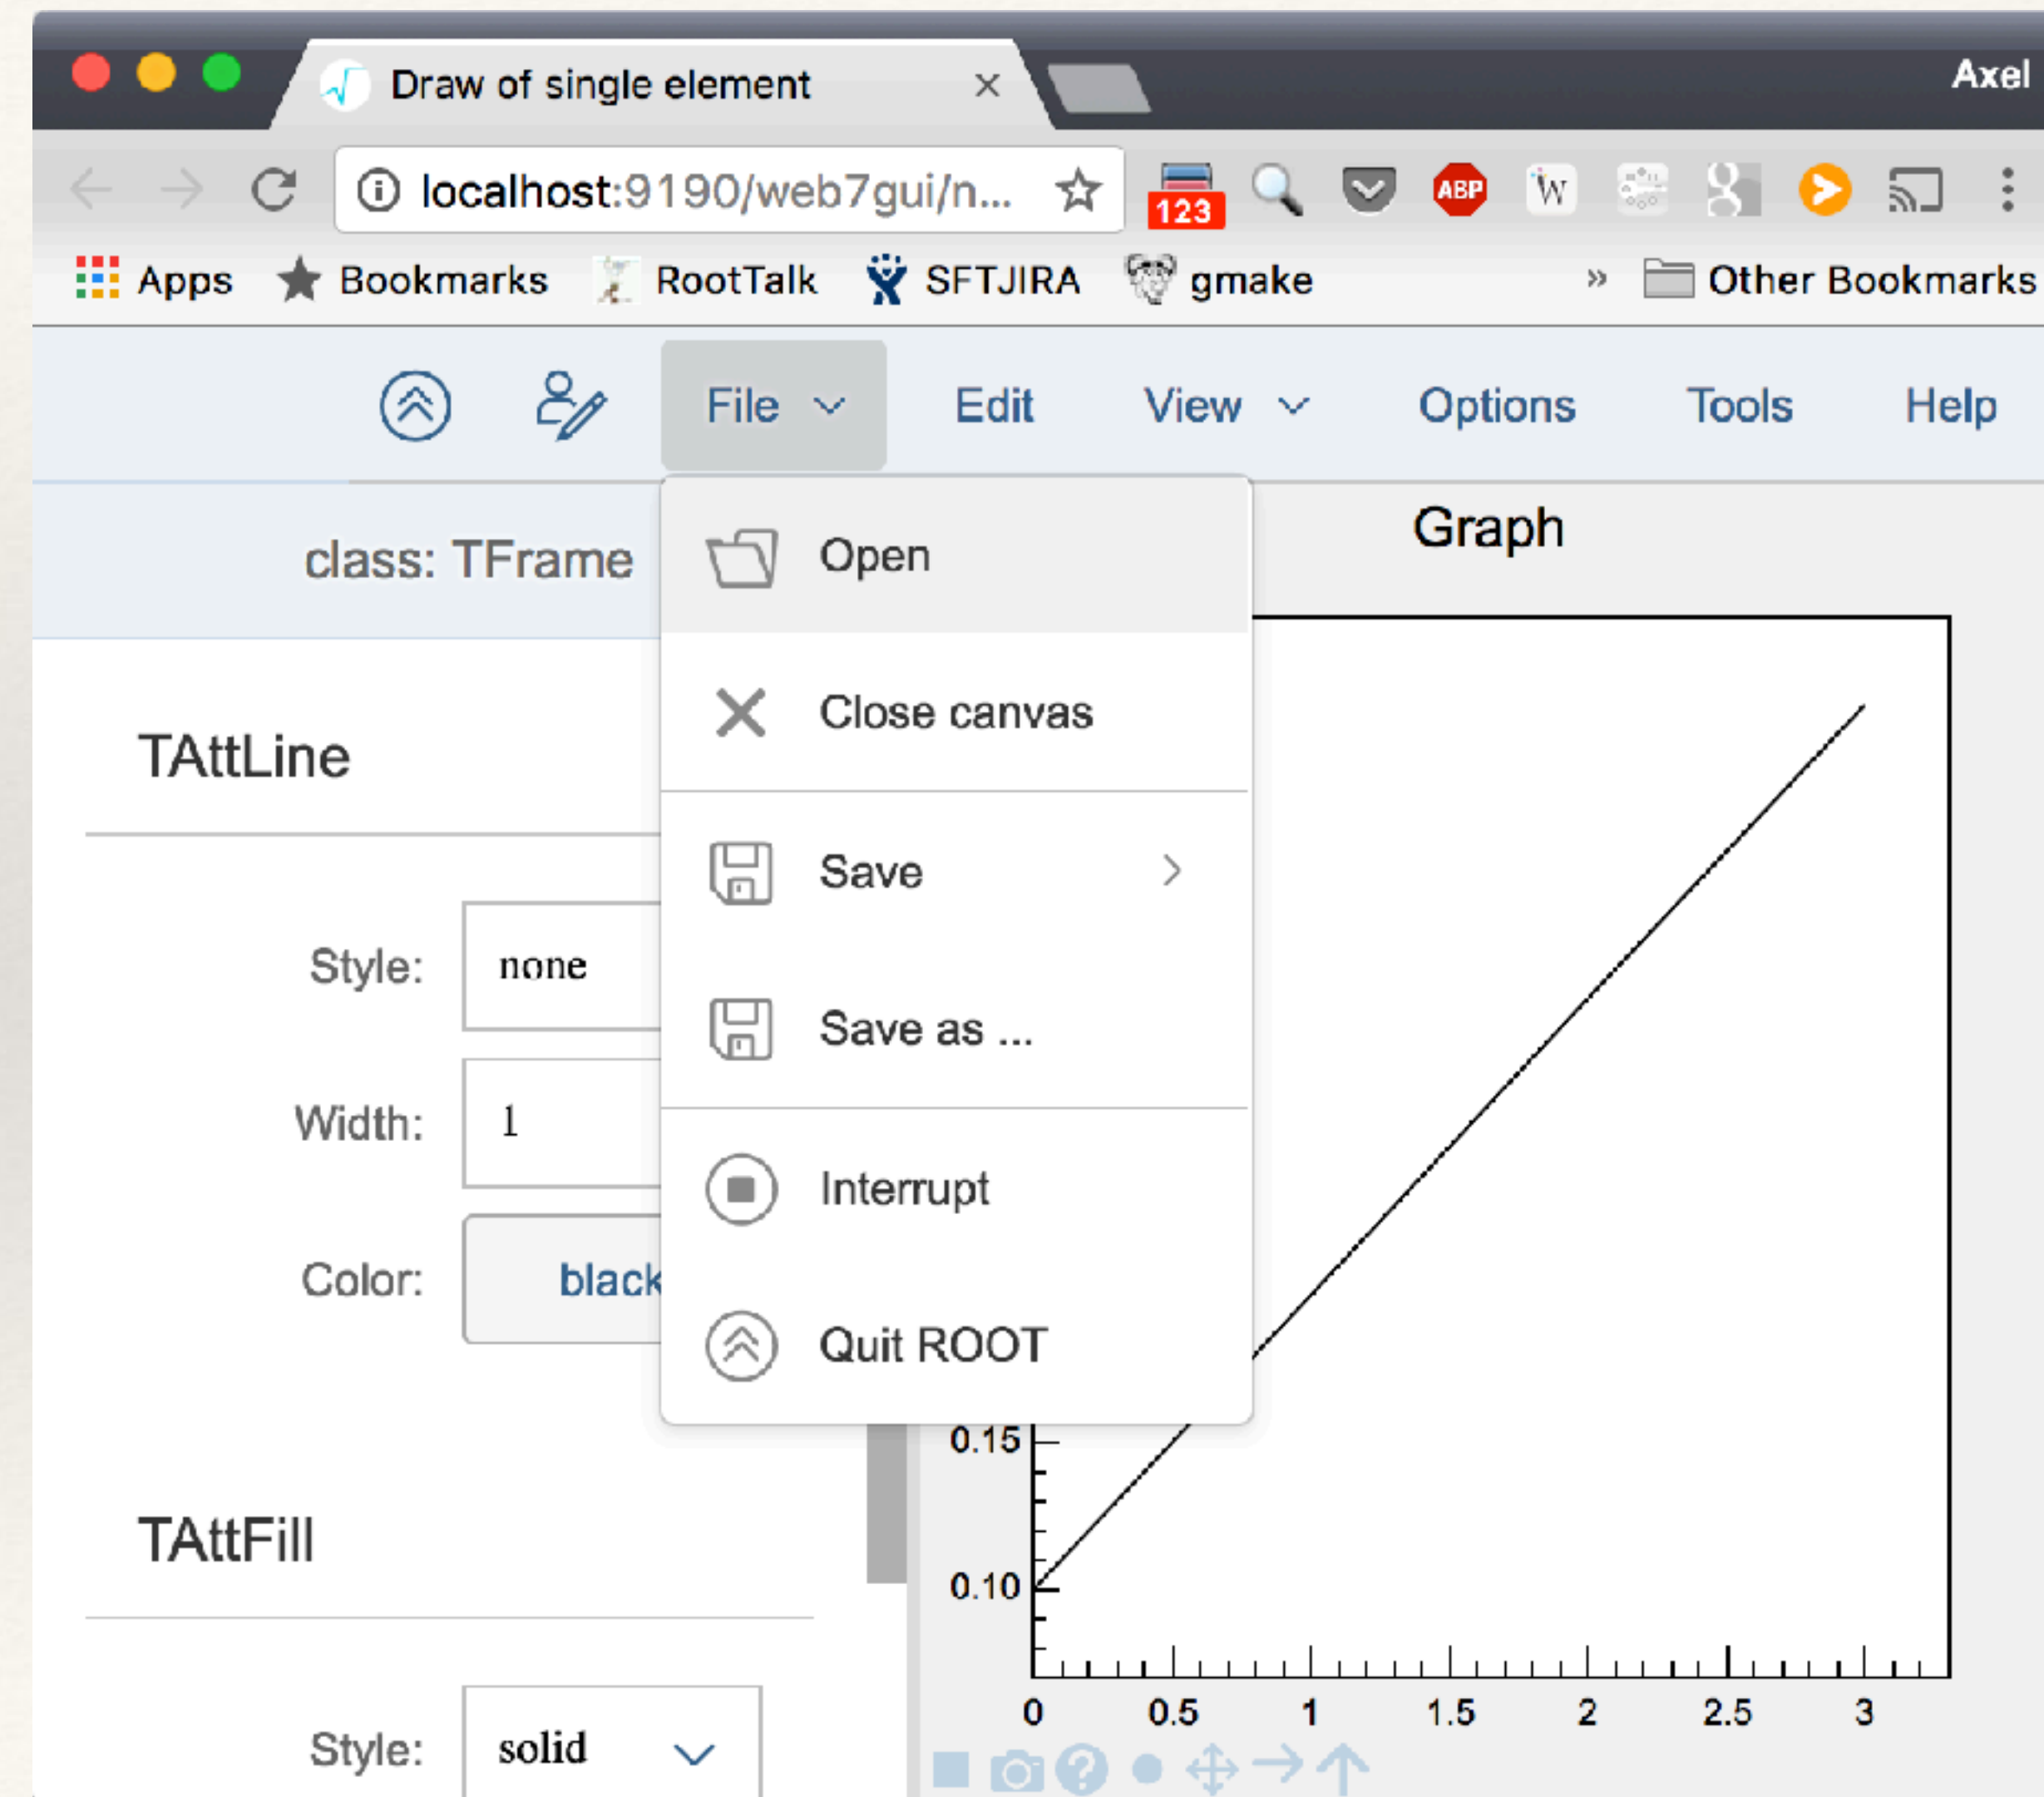 Draw of single element
Axel
localhost:9190/web7gui/n...
123
ABP
W
Apps Bookmarks RootTalk SFTJIRA gmake » Other Bookmarks
File Edit View Options Tools Help
class: TFrame
Open
Close canvas
Save
Save as ...
Interrupt
Quit ROOT
TAttLine
Style: none
Width: 1
Color: black
TAttFill
Style: solid
Graph
0.15
0.10
0 0.5 1 1.5 2 2.5 3